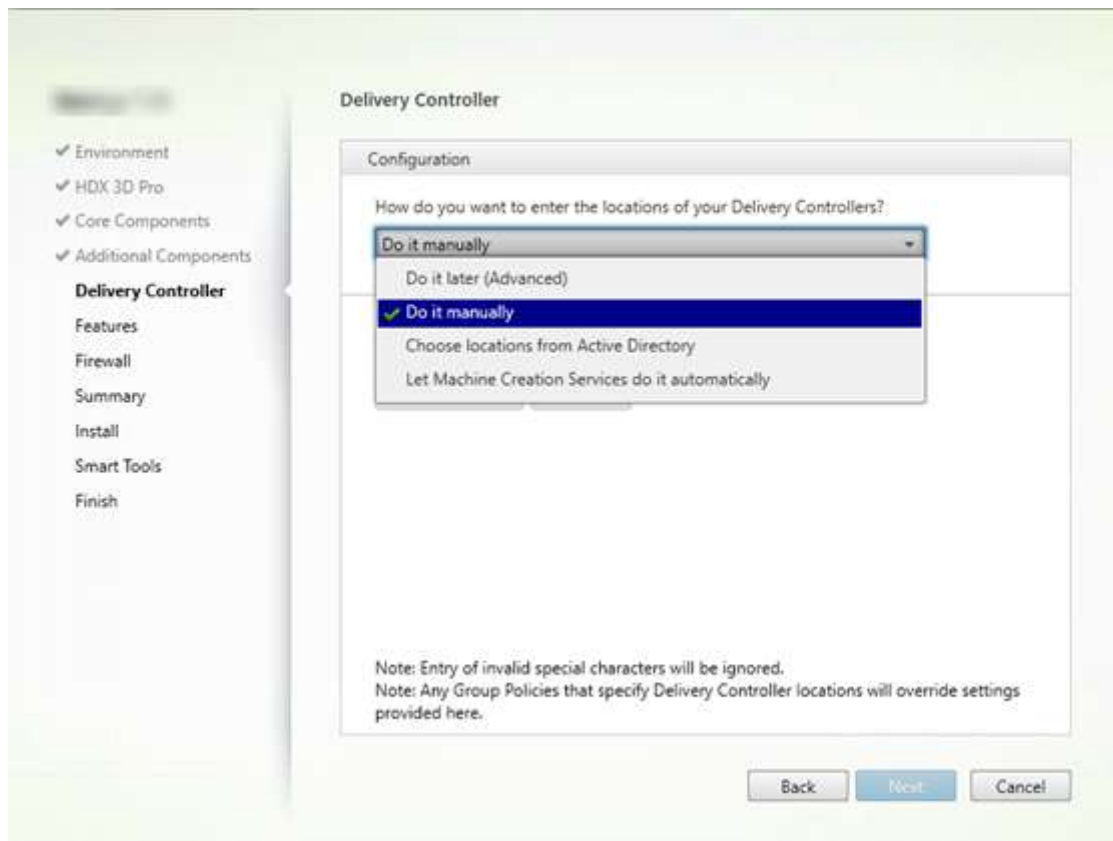 Delivery Controller
Environment
HDX 3D Pro
Core Components
Additional Components
Delivery Controller
Features
Firewall
Summary
Install
Smart Tools
Finish
Configuration
How do you want to enter the locations of your Delivery Controllers?
Do it manually
Do it later (Advanced)
Do it manually
Choose locations from Active Directory
Let Machine Creation Services do it automatically
Note: Entry of invalid special characters will be ignored.
Note: Any Group Policies that specify Delivery Controller locations will override settings
provided here.
Back
Next
Cancel